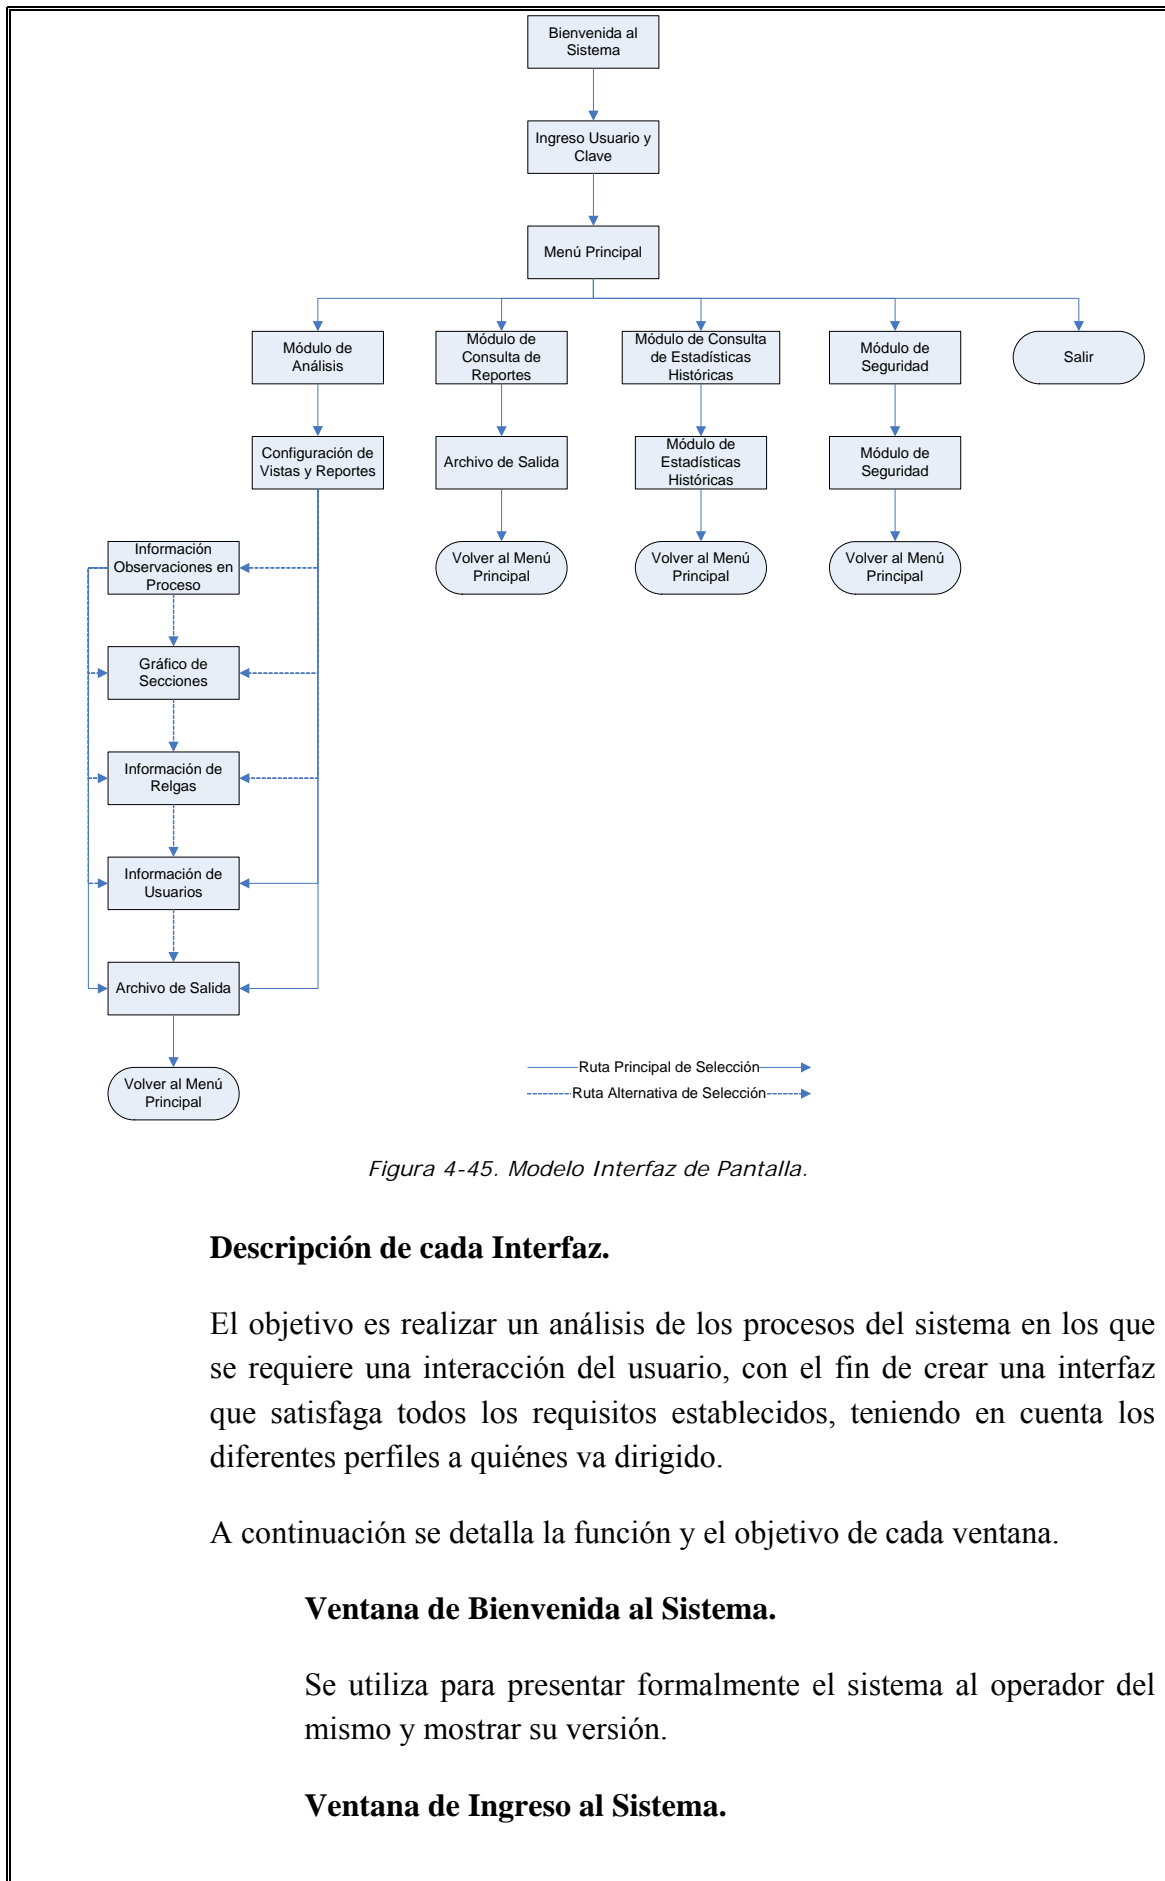 Bienvenida al
Sistema
Ingreso Usuario y
Clave
Menú Principal
Módulo de
Análisis
Módulo de
Consulta de
Reportes
Módulo de Consulta
de Estadísticas
Históricas
Módulo de
Seguridad
Salir
Configuración de
Vistas y Reportes
Archivo de Salida
Módulo de
Estadísticas
Históricas
Módulo de
Seguridad
Información
Observaciones en
Proceso
Volver al Menú
Principal
Volver al Menú
Principal
Volver al Menú
Principal
Gráfico de
Secciones
Información de
Relgas
Información de
Usuarios
Archivo de Salida
Volver al Menú
Principal
Ruta Principal de Selección
Ruta Alternativa de Selección
Figura 4-45. Modelo Interfaz de Pantalla.
Descripción de cada Interfaz.
El objetivo es realizar un análisis de los procesos del sistema en los que
se requiere una interacción del usuario, con el fin de crear una interfaz
que satisfaga todos los requisitos establecidos, teniendo en cuenta los
diferentes perfiles a quiénes va dirigido.
A continuación se detalla la función y el objetivo de cada ventana.
Ventana de Bienvenida al Sistema.
Se utiliza para presentar formalmente el sistema al operador del
mismo y mostrar su versión.
Ventana de Ingreso al Sistema.